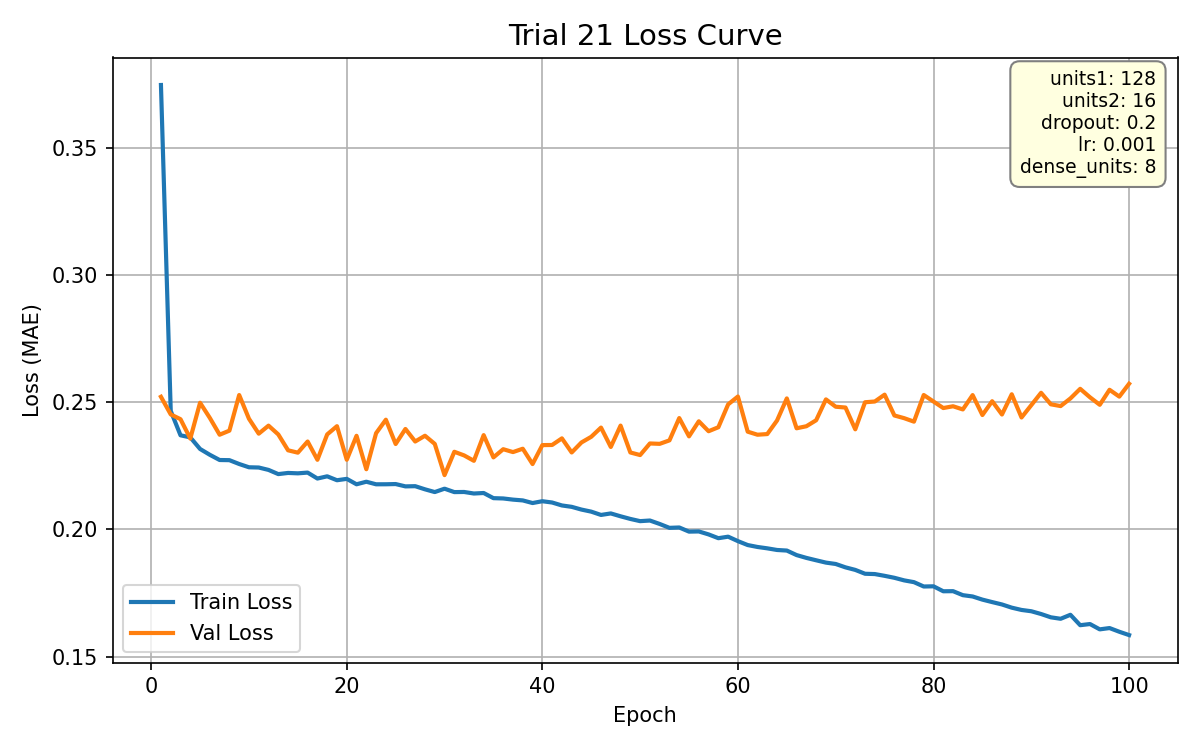 Trial 21 Loss Curve
units1: 128
units2: 16
dropout: 0.2
lr: 0.001
dense_units: 8
Loss (MAE)
0.35
0.30
0.25
0.20
0.15
Train Loss
Val Loss
0 20 40 60 80 100
Epoch